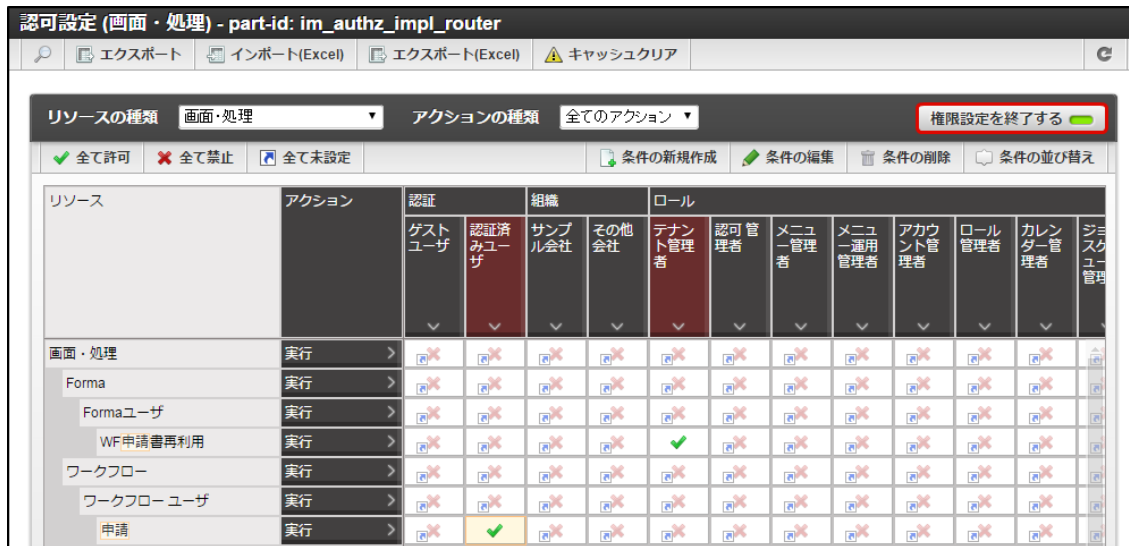 認可設定 (画面・処理) - part-id: im_authz_impl_router
エクスポート インポート(Excel) エクスポート(Excel) キャッシュクリア
リソースの種類 画面・処理 アクションの種類 全てのアクション 権限設定を終了する
全て許可 全て禁止 全て未設定 条件の新規作成 条件の編集 条件の削除 条件の並び替え
リソース アクション 認証 組織 ロール
ゲストユーザ 認証済みユーザ サンプル会社 その他会社 テナント管理者 認可 管理者 メニュー管理者 メニュー運用管理者 アカウント管理者 ロール管理者 カレンダー管理者
画面・処理 実行
Forma 実行
Formaユーザ 実行
WF申請書再利用 実行
ワークフロー 実行
ワークフロー ユーザ 実行
申請 実行